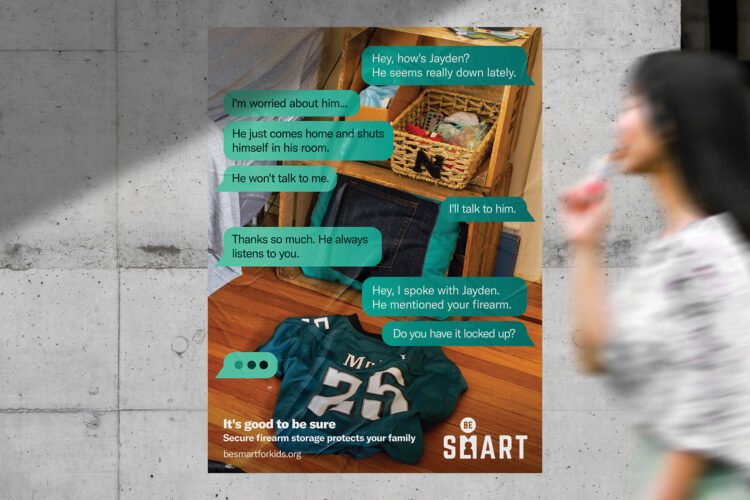 Hey, how's Jayden?
He seems really down lately.
I'm worried about him...
He just comes home and shuts
himself in his room.
N
He won't talk to me.
I'll talk to him.
Thanks so much. He always
listens to you.
Hey, I spoke with Jayden.
He mentioned your firearm.
Do you have it locked up?
25
It's good to be sure
Secure firearm storage protects your family
besmartforkids.org
BE
SMART